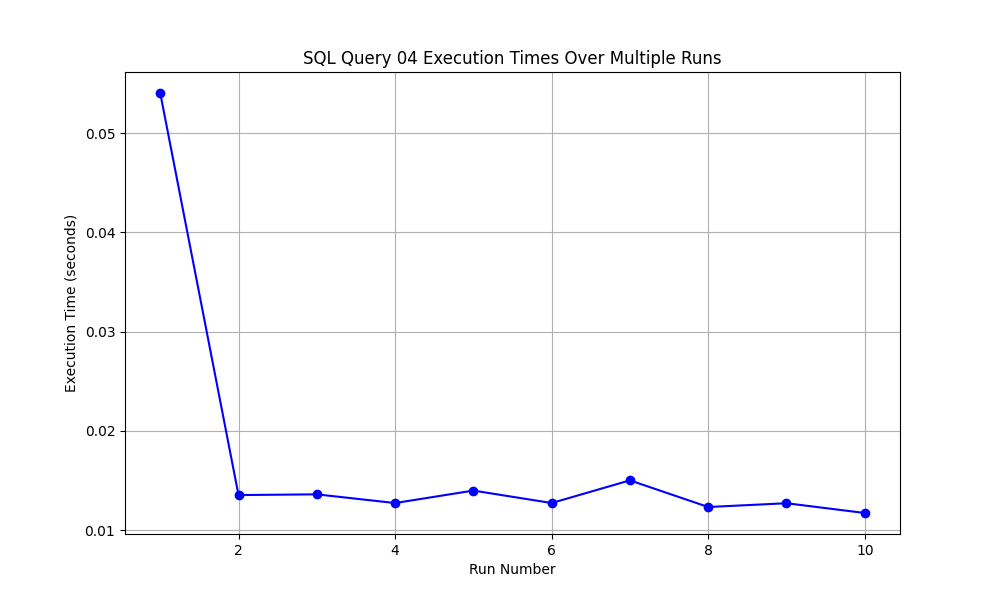 SQL Query 04 Execution Times Over Multiple Runs
Execution Time (seconds)
0.05
0.04
0.03
0.02
0.01
2 4 6 8 10
Run Number